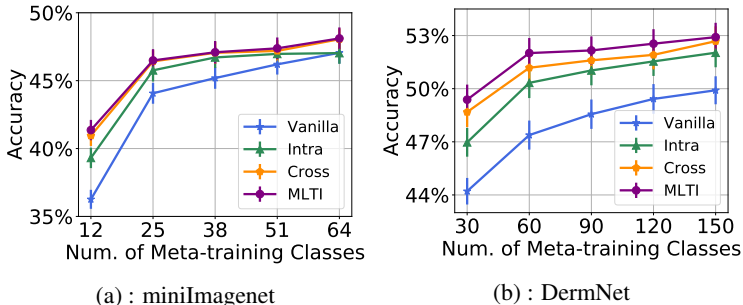 50%
45%
40%
35%
Accuracy
12 25 38 51 64
Num. of Meta-training Classes
Vanilla
Intra
Cross
MLTI
(a) : miniImagenet
53%
50%
47%
44%
Accuracy
30 60 90 120 150
Num. of Meta-training Classes
Vanilla
Intra
Cross
MLTI
(b) : DermNet